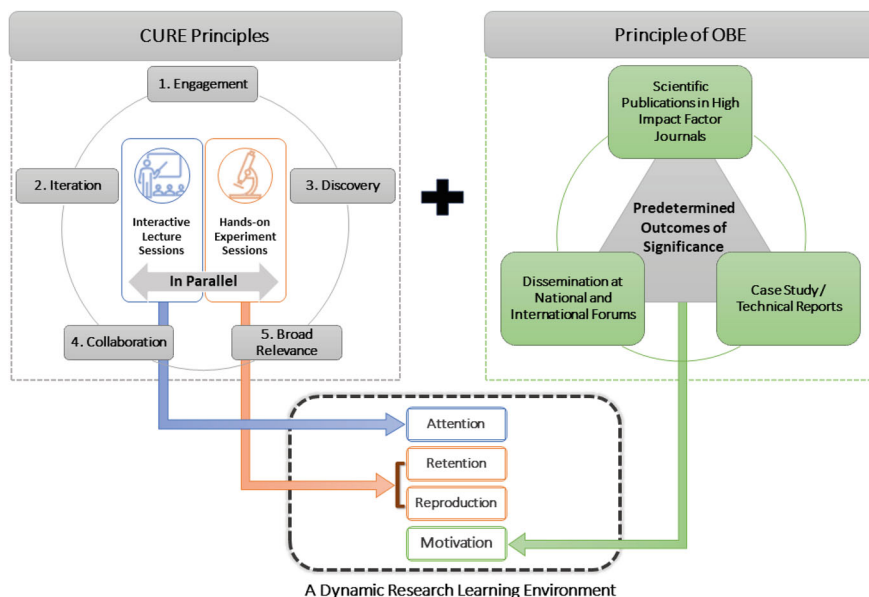 CURE Principles
1. Engagement
2. Iteration
3. Discovery
Interactive
Lecture
Sessions
Hands-on
Experiment
Sessions
In Parallel
4. Collaboration
5. Broad
Relevance
Principle of OBE
Scientific
Publications in High
Impact Factor
Journals
Predetermined
Outcomes of
Significance
Dissemination at
National and
International Forums
Case Study/
Technical Reports
Attention
Retention
Reproduction
Motivation
A Dynamic Research Learning Environment